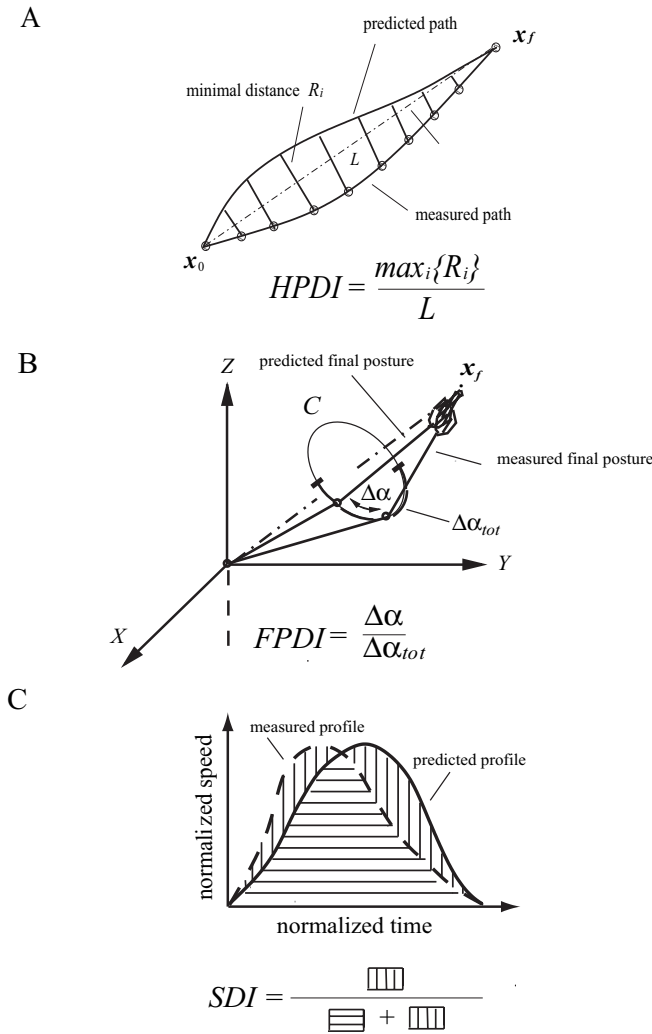 A
predicted path
x_f
minimal distance R_i
L
measured path
x_0
HPDI = max_i{R_i} / L
B
Z
predicted final posture
x_f
C
measured final posture
Δα
Δα_tot
Y
X
FPDI = Δα / Δα_tot
C
measured profile
predicted profile
normalized speed
normalized time
SDI = +